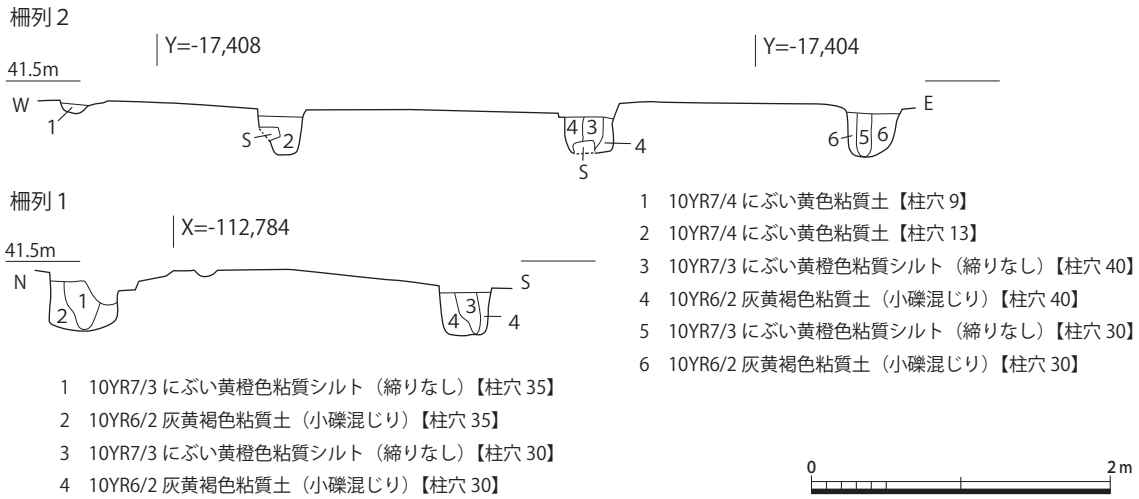 柵列 2
Y=-17,408
Y=-17,404
41.5m
W
E
1
S
2
4
3
4
S
6
5
6
柵列 1
X=-112,784
41.5m
N
S
1
2
3
4
4
1 10YR7/4 にぶい黄色粘質土【柱穴 9】
2 10YR7/4 にぶい黄色粘質土【柱穴 13】
3 10YR7/3 にぶい黄橙色粘質シルト（締りなし）【柱穴 40】
4 10YR6/2 灰黄褐色粘質土（小礫混じり）【柱穴 40】
5 10YR7/3 にぶい黄橙色粘質シルト（締りなし）【柱穴 30】
6 10YR6/2 灰黄褐色粘質土（小礫混じり）【柱穴 30】
1 10YR7/3 にぶい黄橙色粘質シルト（締りなし）【柱穴 35】
2 10YR6/2 灰黄褐色粘質土（小礫混じり）【柱穴 35】
3 10YR7/3 にぶい黄橙色粘質シルト（締りなし）【柱穴 30】
4 10YR6/2 灰黄褐色粘質土（小礫混じり）【柱穴 30】
0 2 m